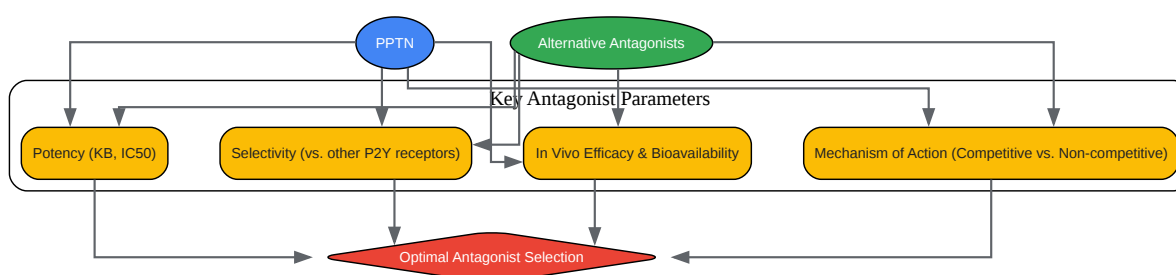 PPTN
Alternative Antagonists
Key Antagonist Parameters
Potency (KB, IC50)
Selectivity (vs. other P2Y receptors)
In Vivo Efficacy & Bioavailability
Mechanism of Action (Competitive vs. Non-competitive)
Optimal Antagonist Selection